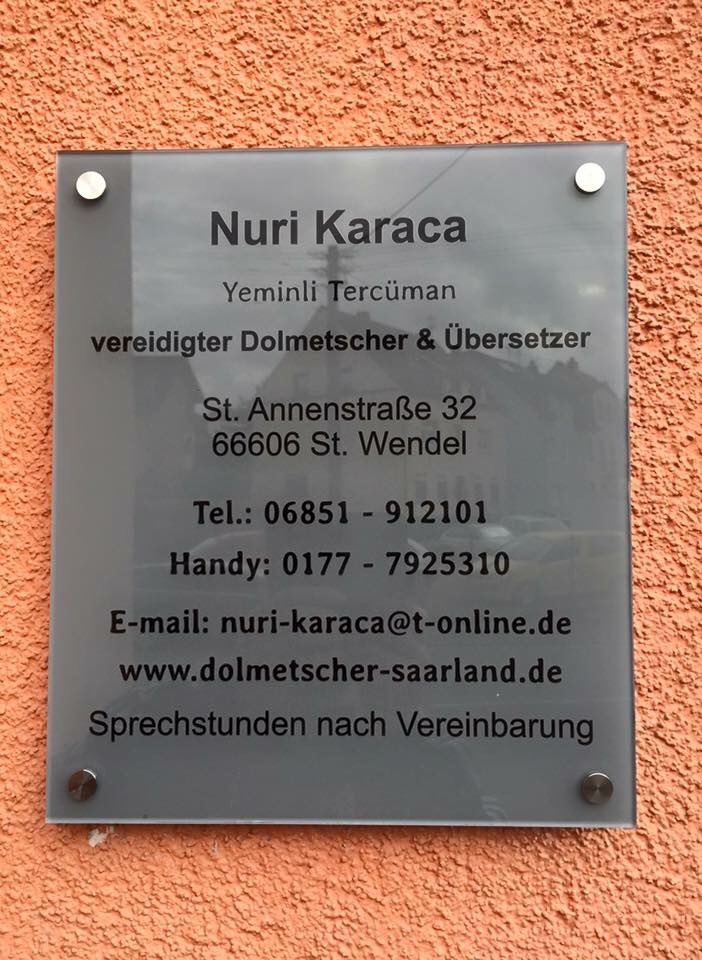 Nuri Karaca
Yeminli Tercüman
vereidigter Dolmetscher & Übersetzer
St. Annenstraße 32
66606 St. Wendel
Tel.: 06851 - 912101
Handy: 0177 - 7925310
E-mail: nuri-karaca@t-online.de
www.dolmetscher-saarland.de
Sprechstunden nach Vereinbarung